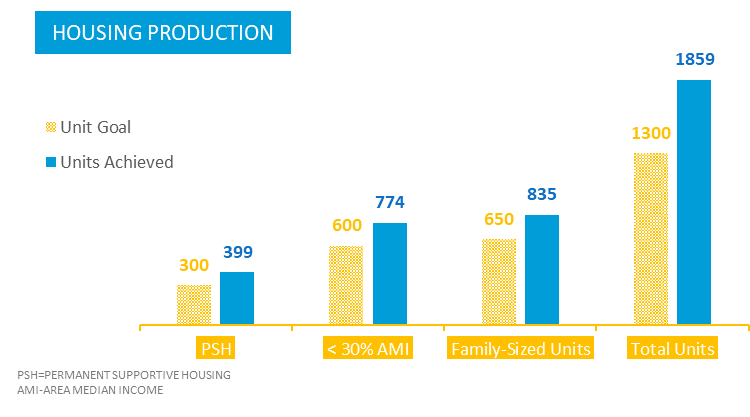 HOUSING PRODUCTION
Unit Goal
Units Achieved
300
399
600
774
650
835
1300
1859
PSH
< 30% AMI
Family-Sized Units
Total Units
PSH=PERMANENT SUPPORTIVE HOUSING
AMI-AREA MEDIAN INCOME